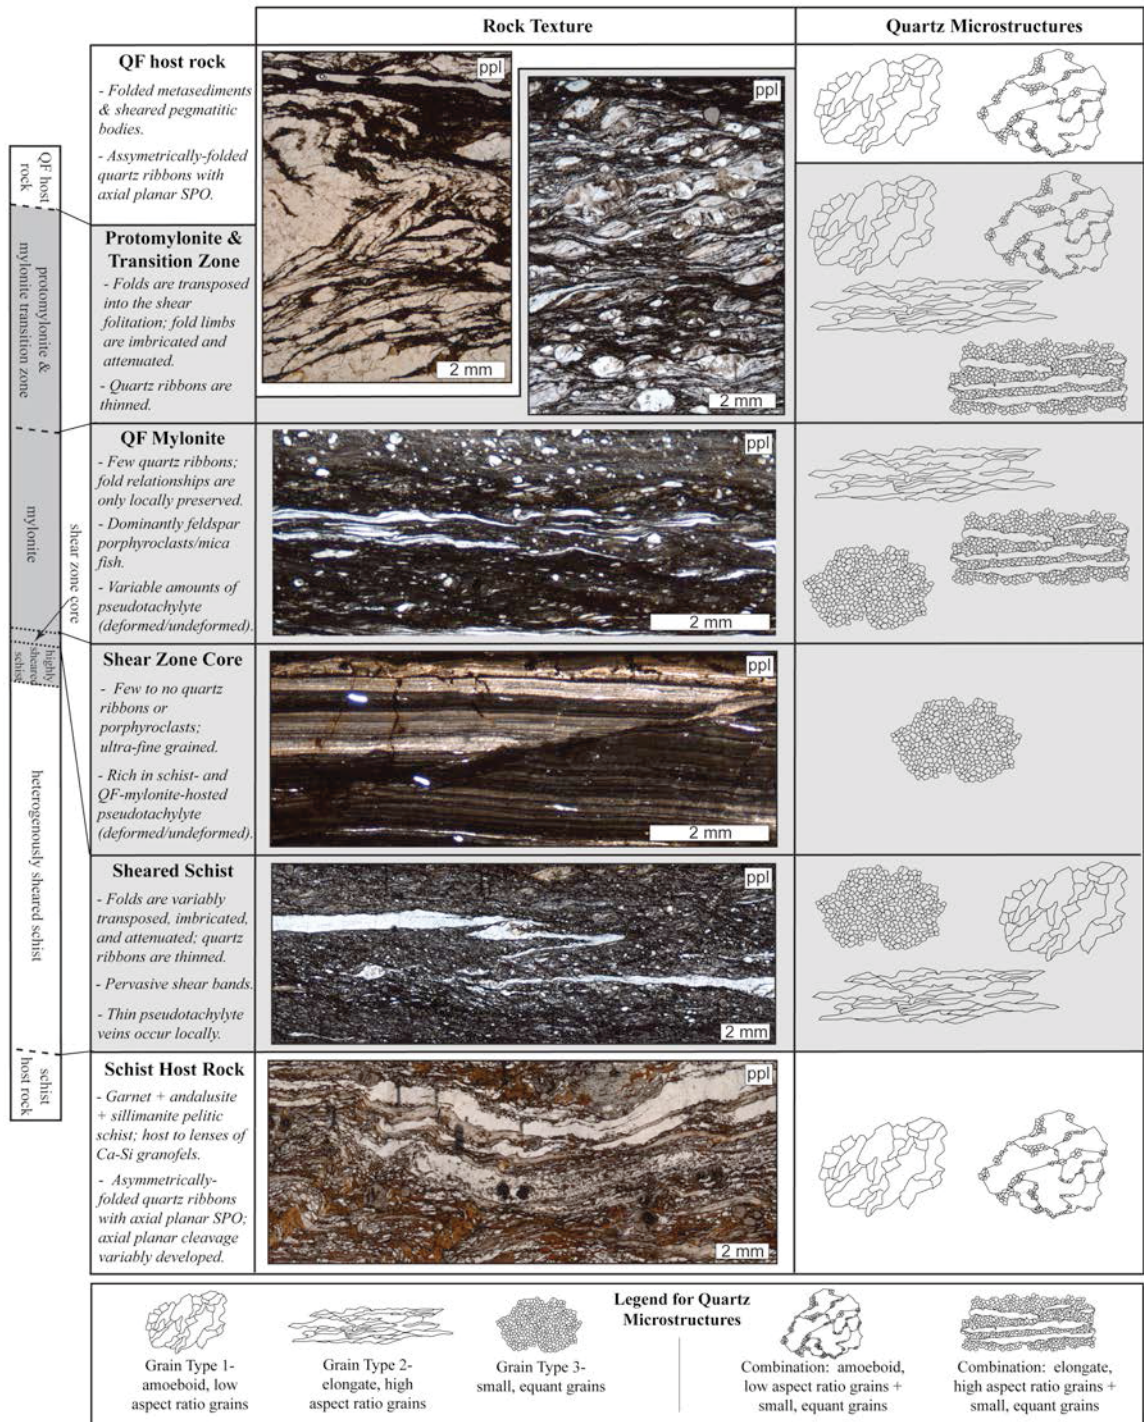 Rock Texture
Quartz Microstructures
QF host rock
- Folded metasediments
& sheared pegmatitic
bodies.
- Assymetrically-folded
quartz ribbons with
axial planar SPO.
ppl
2 mm
ppl
2 mm
Protomylonite &
Transition Zone
- Folds are transposed
into the shear
folitation; fold limbs
are imbricated and
attenuated.
- Quartz ribbons are
thinned.
QF Mylonite
- Few quartz ribbons;
fold relationships are
only locally preserved.
- Dominantly feldspar
porphyroclasts/mica
fish.
- Variable amounts of
pseudotachylyte
(deformed/undeformed).
ppl
2 mm
Shear Zone Core
- Few to no quartz
ribbons or
porphyroclasts;
ultra-fine grained.
- Rich in schist- and
QF-mylonite-hosted
pseudotachylyte
(deformed/undeformed).
ppl
2 mm
Sheared Schist
- Folds are variably
transposed, imbricated,
and attenuated; quartz
ribbons are thinned.
- Pervasive shear bands.
- Thin pseudotachylyte
veins occur locally.
ppl
2 mm
Schist Host Rock
- Garnet + andalusite
+ sillimanite pelitic
schist; host to lenses of
Ca-Si granofels.
- Asymmetrically-
folded quartz ribbons
with axial planar SPO;
axial planar cleavage
variably developed.
ppl
2 mm
QF host
rock
protomylonite &
mylonite transition zone
mylonite
shear zone core
highly
sheared
schist
heterogenously sheared schist
schist
host rock
Legend for Quartz
Microstructures
Grain Type 1-
amoeboid, low
aspect ratio grains
Grain Type 2-
elongate, high
aspect ratio grains
Grain Type 3-
small, equant grains
Combination: amoeboid,
low aspect ratio grains +
small, equant grains
Combination: elongate,
high aspect ratio grains +
small, equant grains